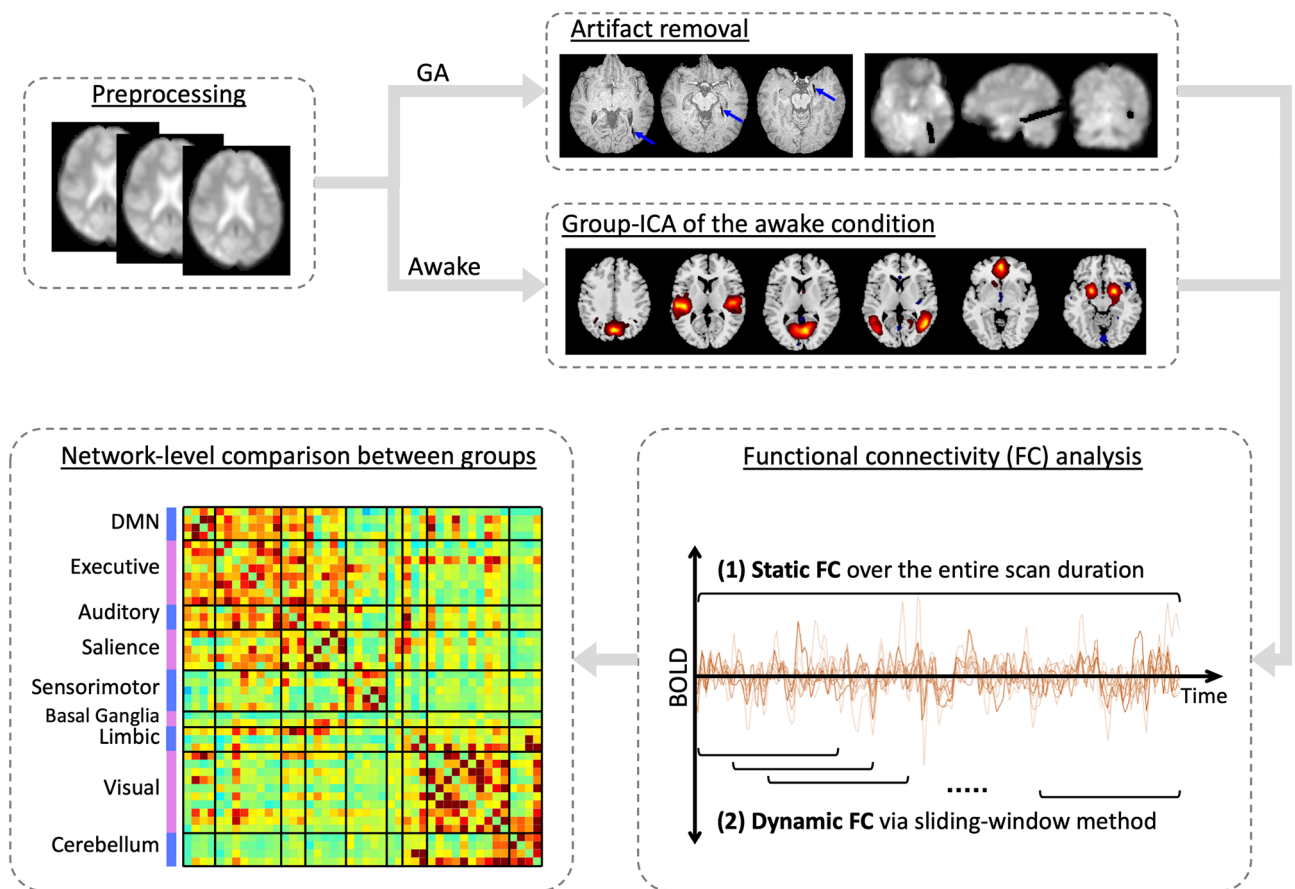 Preprocessing
GA
Awake
Artifact removal
Group-ICA of the awake condition
Network-level comparison between groups
DMN
Executive
Auditory
Salience
Sensorimotor
Basal Ganglia
Limbic
Visual
Cerebellum
Functional connectivity (FC) analysis
(1) Static FC over the entire scan duration
BOLD
Time
.....
(2) Dynamic FC via sliding-window method